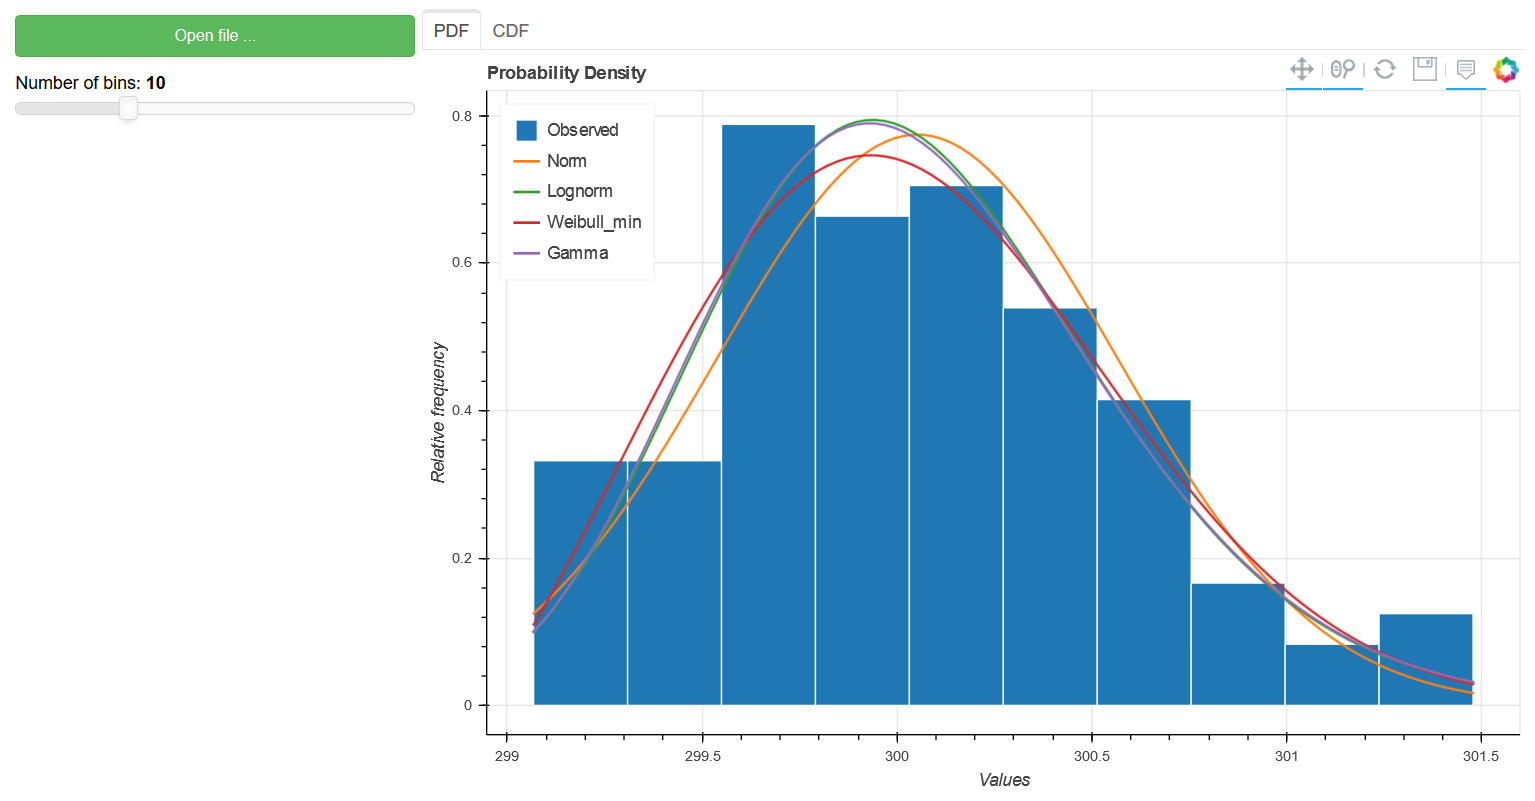 Open file ...
Number of bins: 10
PDF CDF
Probability Density
Observed
Norm
Lognorm
Weibull_min
Gamma
0.8
0.6
0.4
0.2
0
Relative frequency
299 299.5 300 300.5 301 301.5
Values